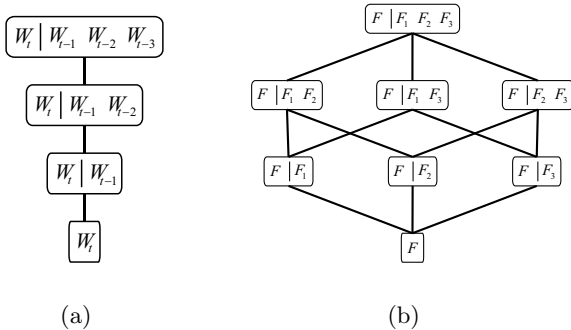 W_t | W_{t−1} W_{t−2} W_{t−3}
W_t | W_{t−1} W_{t−2}
W_t | W_{t−1}
W_t
(a)
F | F_1 F_2 F_3
F | F_1 F_2 F | F_1 F_3 F | F_2 F_3
F | F_1 F | F_2 F | F_3
F
(b)